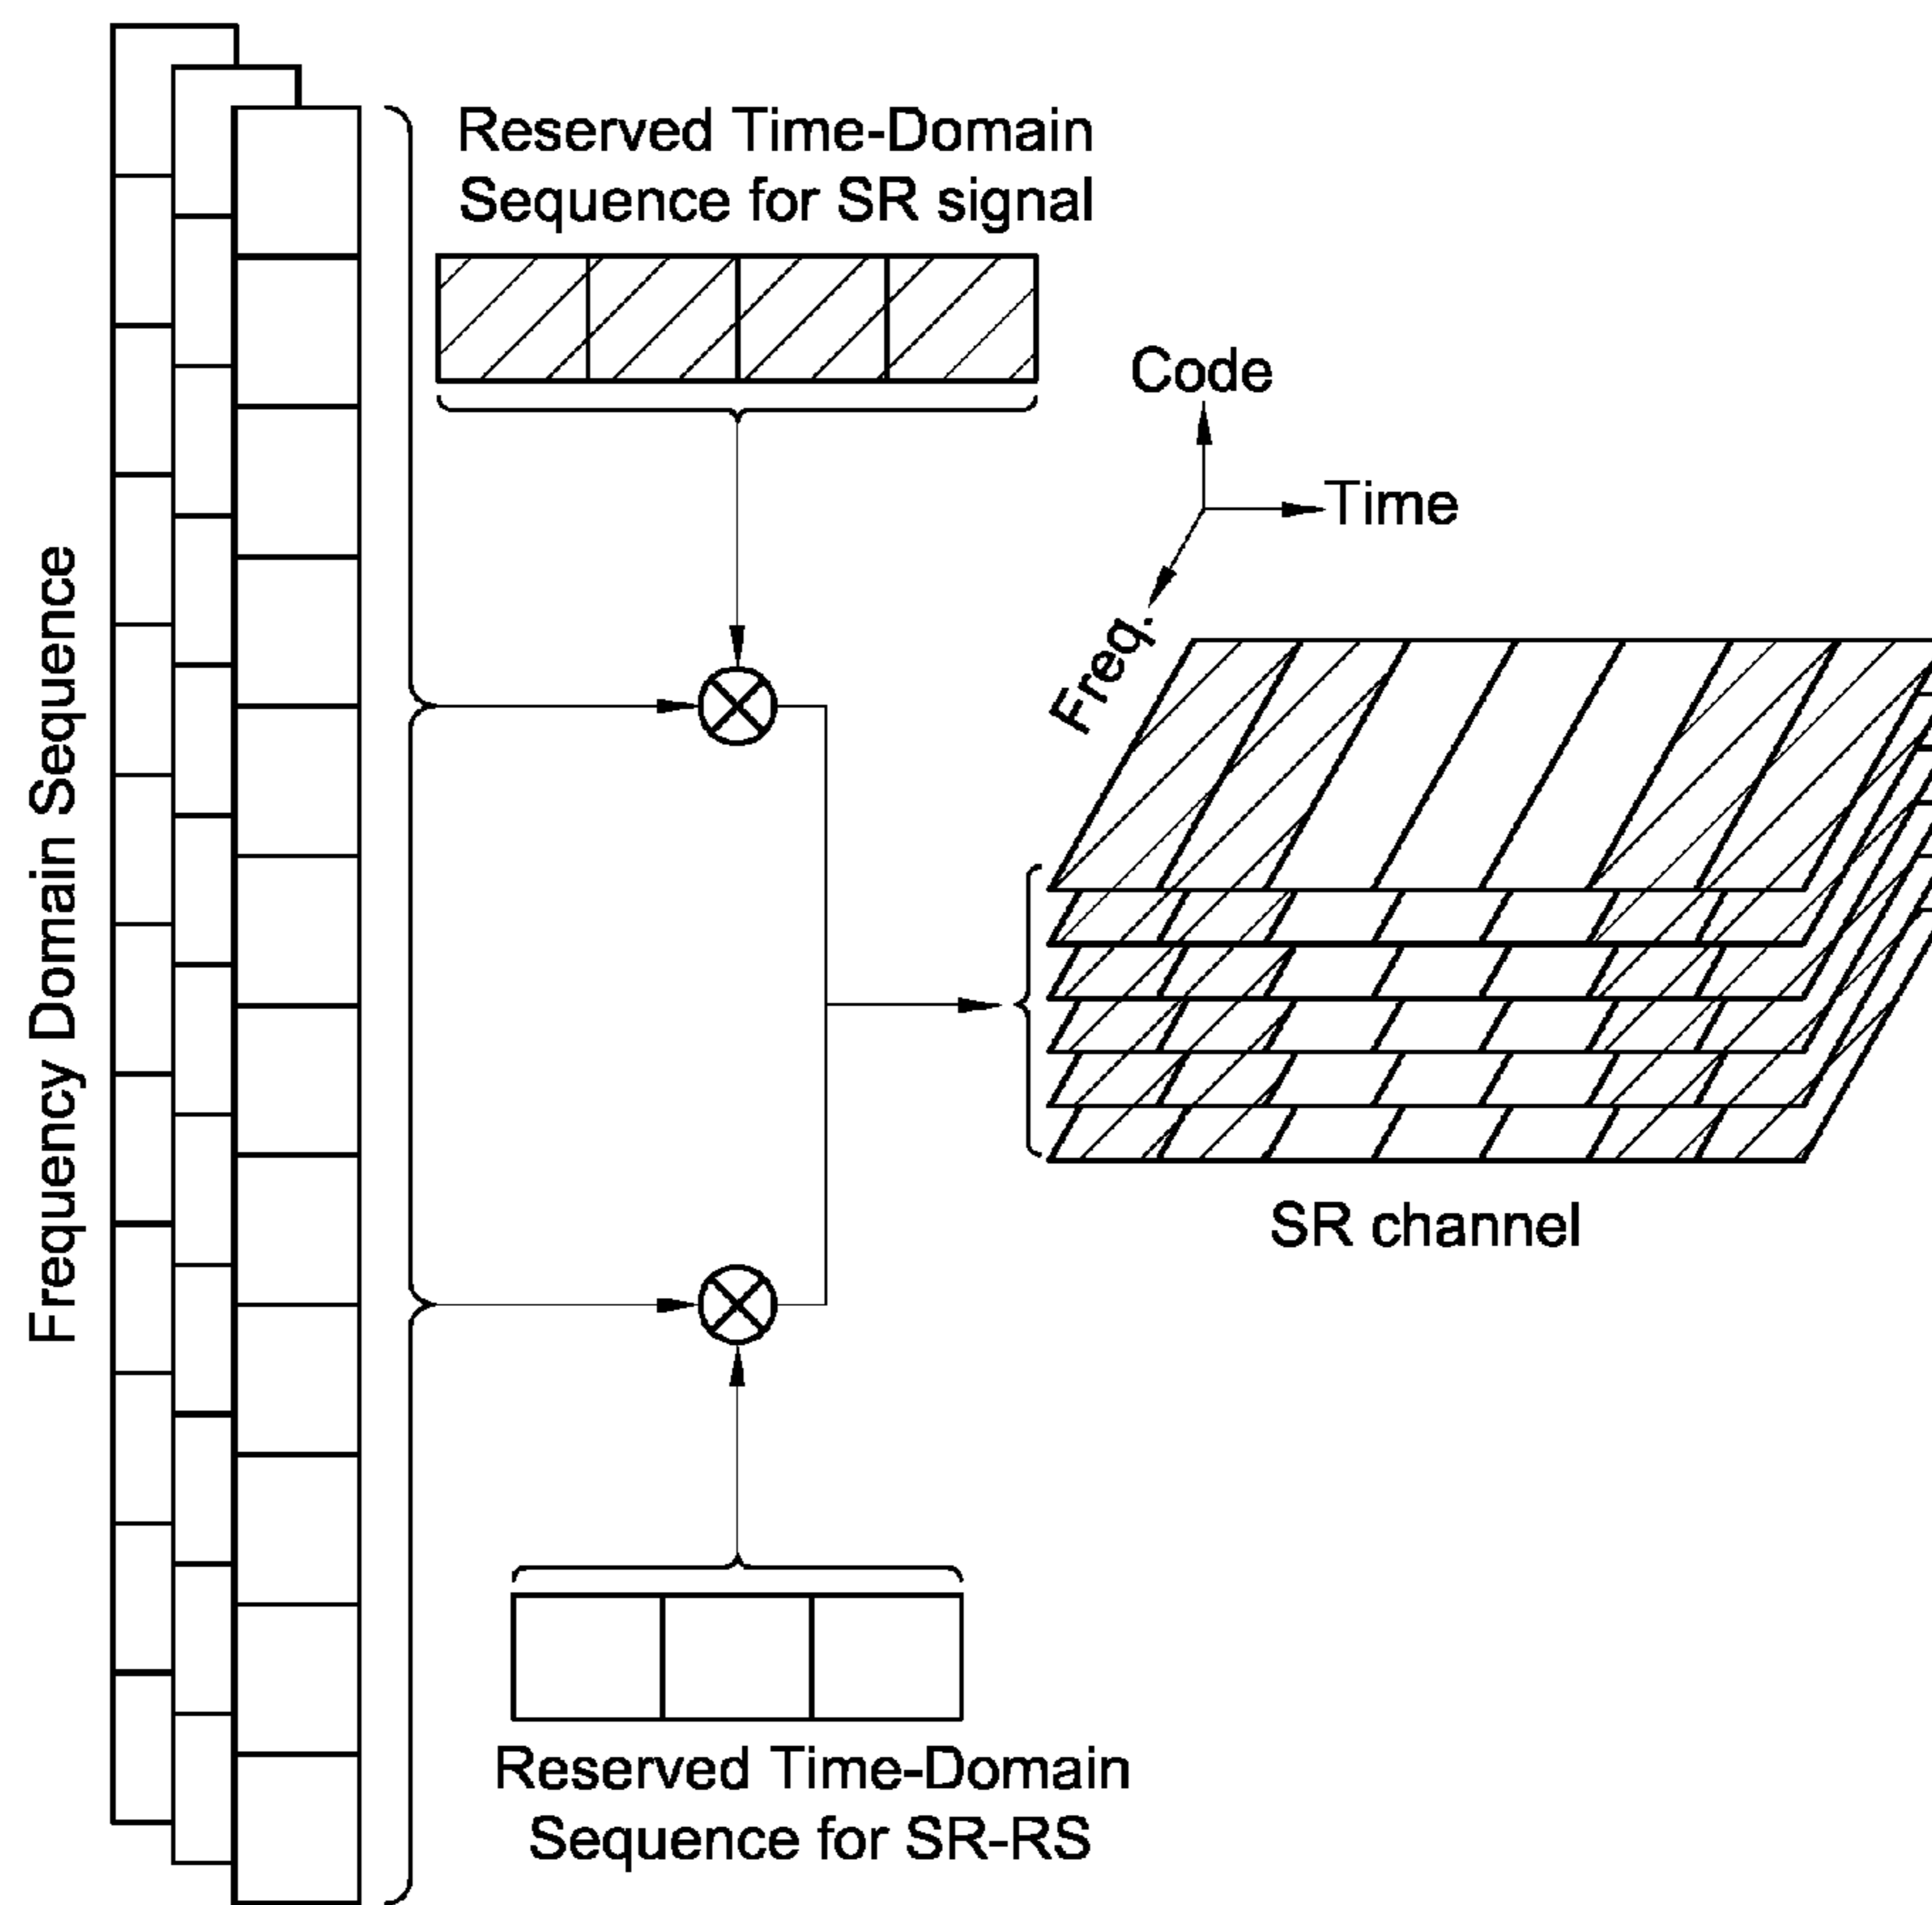 Frequency Domain Sequence
Reserved Time-Domain
Sequence for SR signal
Code
Time
Freq.
SR channel
Reserved Time-Domain
Sequence for SR-RS